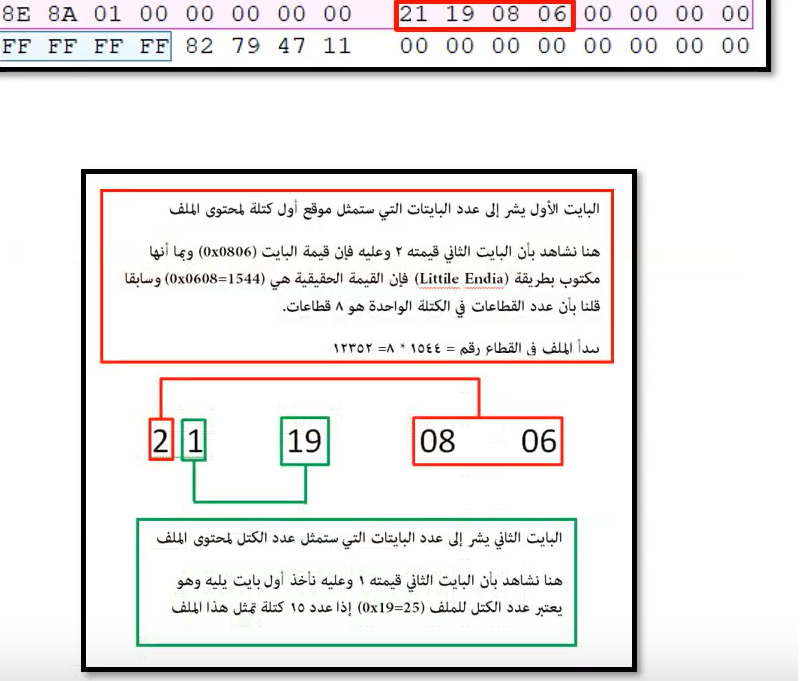 8E 8A 01 00 00 00 00 00 21 19 08 06 00 00 00 00
FF FF FF FF 82 79 47 11 00 00 00 00 00 00 00 00
البايت الأول يشر إلى عدد البايتات التي ستمثل موقع أول كتلة لمحتوى الملف
هنا نشاهد بأن البايت الثاني قيمته ٢ وعليه فإن قيمة البايت (0x0806) وبما أنها
مكتوب بطريقة (Littile Endia) فإن القيمة الحقيقية هي (0x0608=1544) وسابقا
قلنا بأن عدد القطاعات في الكتلة الواحدة هو ٨ قطاعات.
يبدأ الملف في القطاع رقم = ١٥٤٤ * ٨= ١٢٣٥٢
2 1 19 08 06
البايت الثاني يشر إلى عدد البايتات التي ستمثل عدد الكتل لمحتوى الملف
هنا نشاهد بأن البايت الثاني قيمته ١ وعليه نأخذ أول بايت يليه وهو
يعتبر عدد الكتل للملف (0x19=25) إذا عدد ١٥ كتلة تمثل هذا الملف